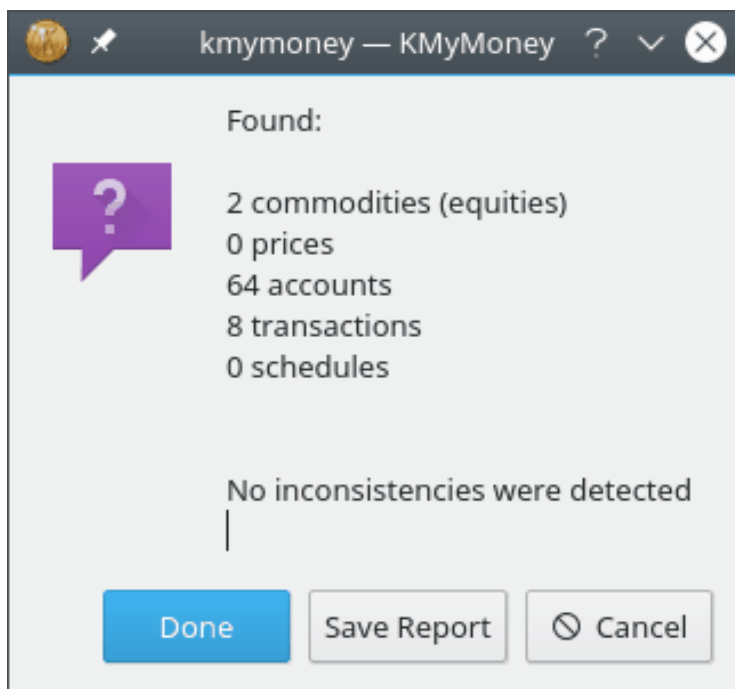 kmymoney — KMyMoney
Found:
2 commodities (equities)
0 prices
64 accounts
8 transactions
0 schedules
No inconsistencies were detected
Done
Save Report
Cancel